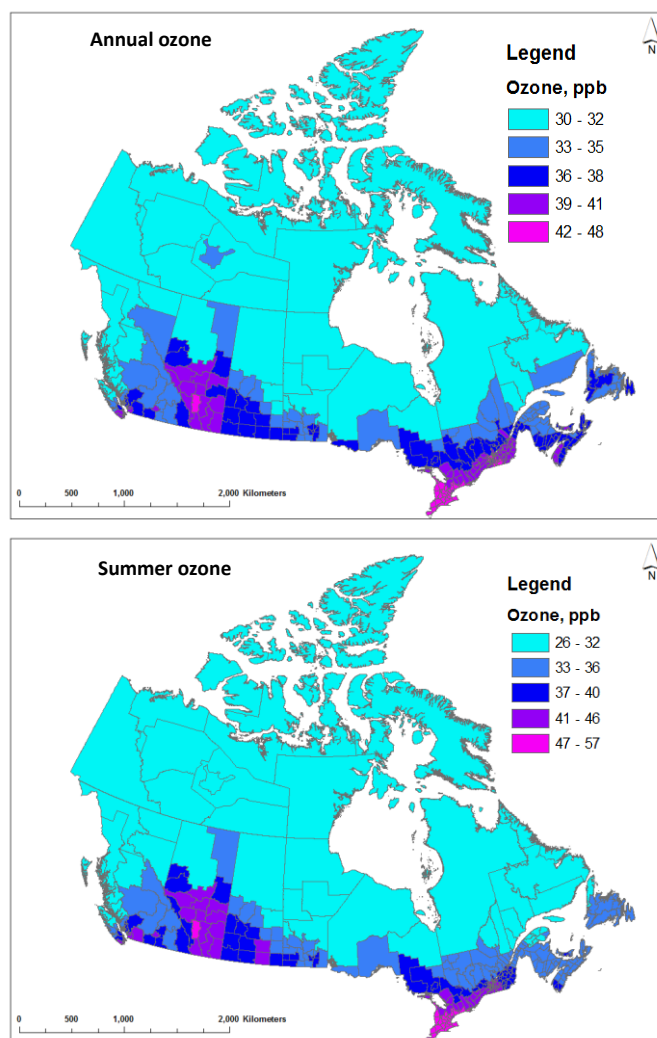 Annual ozone
N
Legend
Ozone, ppb
30 - 32
33 - 35
36 - 38
39 - 41
42 - 48
0 500 1,000 2,000 Kilometers
Summer ozone
N
Legend
Ozone, ppb
26 - 32
33 - 36
37 - 40
41 - 46
47 - 57
0 500 1,000 2,000 Kilometers